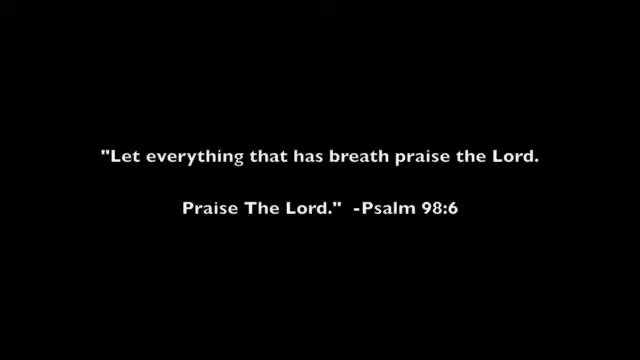 "Let everything that has breath praise the Lord.
Praise The Lord."  -Psalm 98:6